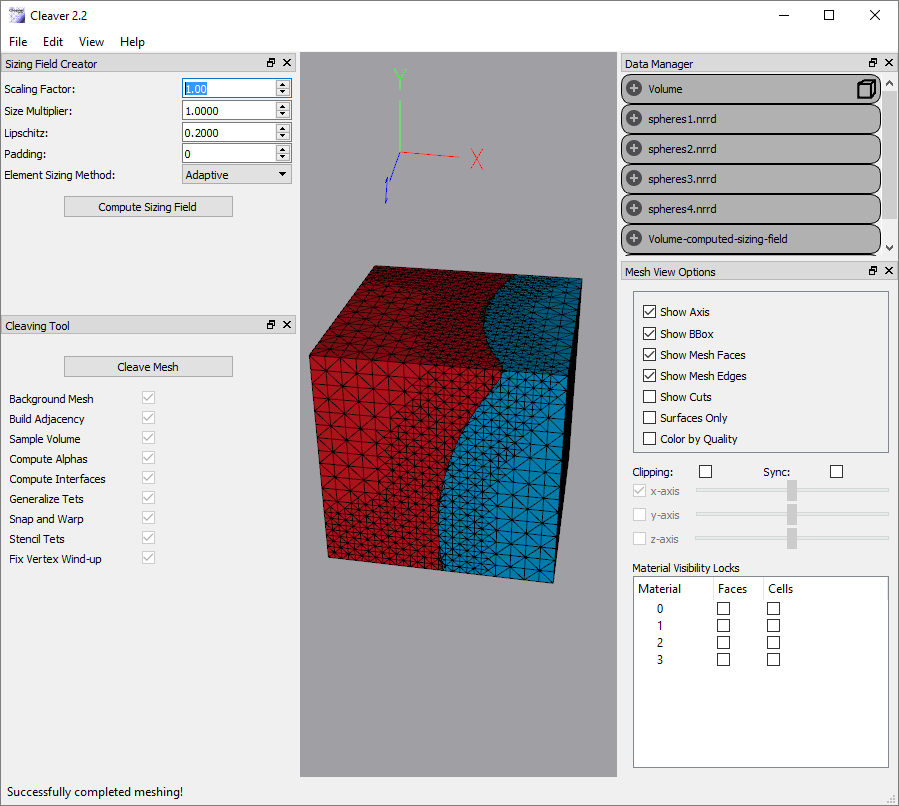 Cleaver 2.2
File Edit View Help
Sizing Field Creator
Scaling Factor: 1.00
Size Multiplier: 1.0000
Lipschitz: 0.2000
Padding: 0
Element Sizing Method: Adaptive
Compute Sizing Field
Cleaving Tool
Cleave Mesh
Background Mesh
Build Adjacency
Sample Volume
Compute Alphas
Compute Interfaces
Generalize Tets
Snap and Warp
Stencil Tets
Fix Vertex Wind-up
Y
X
Data Manager
Volume
spheres1.nrrd
spheres2.nrrd
spheres3.nrrd
spheres4.nrrd
Volume-computed-sizing-field
Mesh View Options
Show Axis
Show BBox
Show Mesh Faces
Show Mesh Edges
Show Cuts
Surfaces Only
Color by Quality
Clipping: Sync:
x-axis
y-axis
z-axis
Material Visibility Locks
Material Faces Cells
0
1
2
3
Successfully completed meshing!